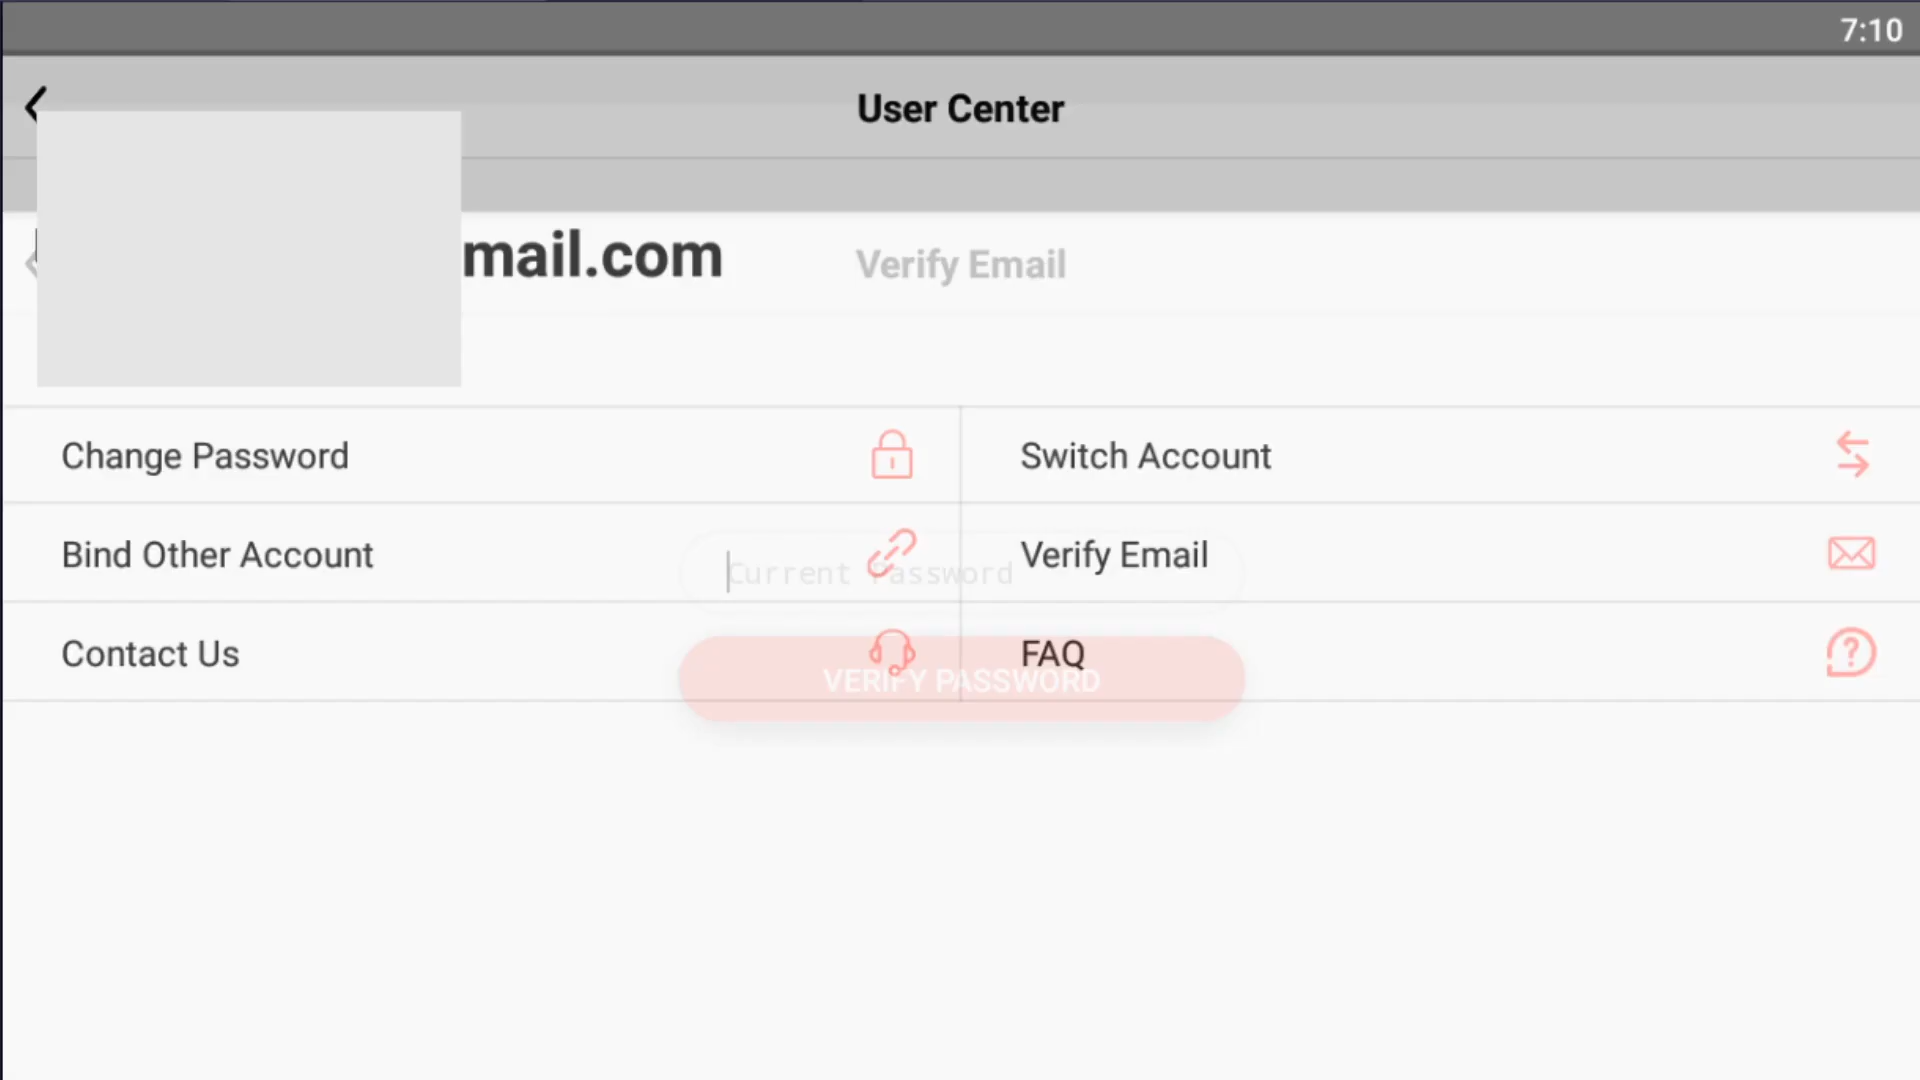 7:10
User Center
mail.com
Verify Email
Change Password
Switch Account
Bind Other Account
Verify Email
Current Password
Contact Us
FAQ
VERIFY PASSWORD